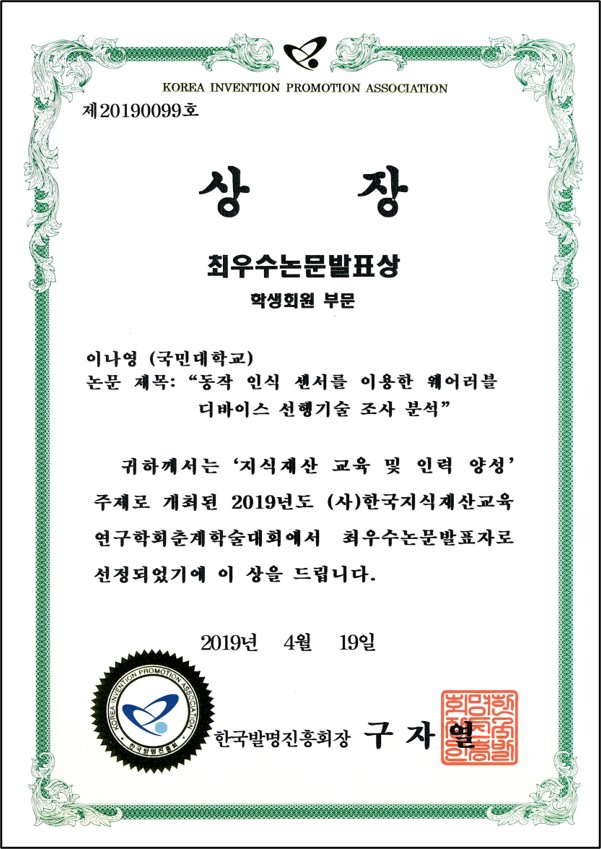 KOREA INVENTION PROMOTION ASSOCIATION
제20190099호
상 장
최우수논문발표상
학생회원 부문
이나영 (국민대학교)
논문 제목: “동작 인식 센서를 이용한 웨어러블
디바이스 선행기술 조사 분석”
귀하께서는 ‘지식재산 교육 및 인력 양성’
주제로 개최된 2019년도 (사)한국지식재산교육
연구학회춘계학술대회에서 최우수논문발표자로
선정되었기에 이 상을 드립니다.
2019년 4월 19일
KOREA INVENTION PROMOTION ASSOCIATION
한국발명진흥회
한국발명진흥회장 구자열